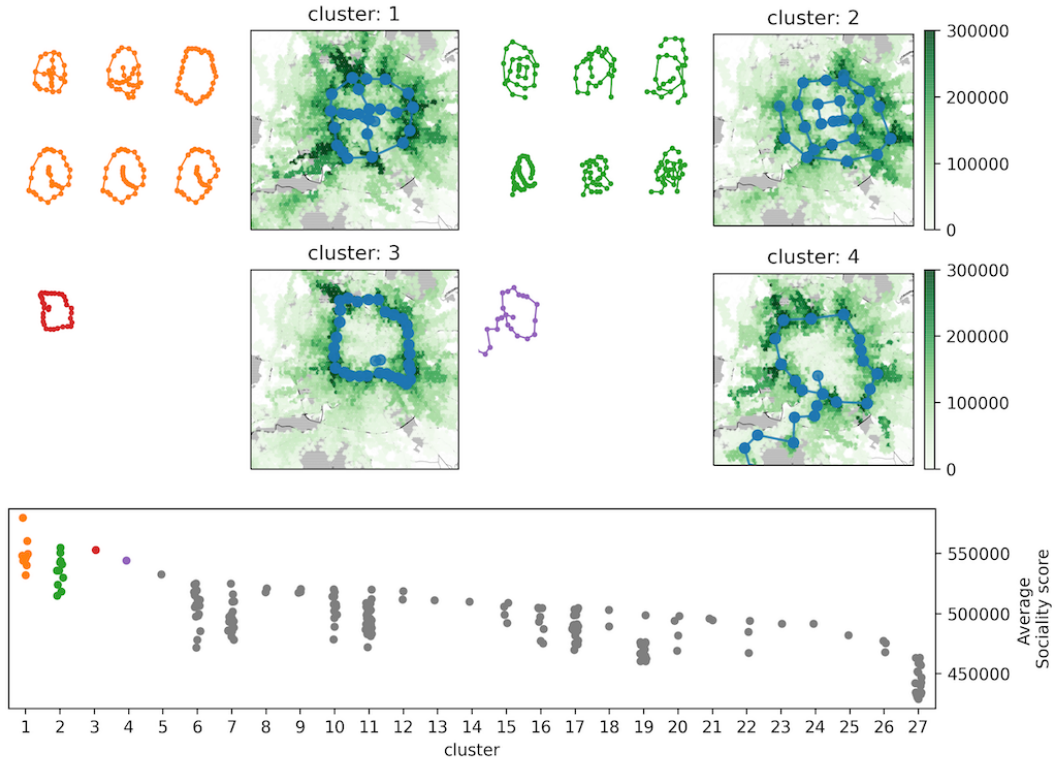 cluster: 1
cluster: 2
300000
200000
100000
0
cluster: 3
cluster: 4
300000
200000
100000
0
550000
500000
450000
Average
Sociality score
1 2 3 4 5 6 7 8 9 10 11 12 13 14 15 16 17 18 19 20 21 22 23 24 25 26 27
cluster